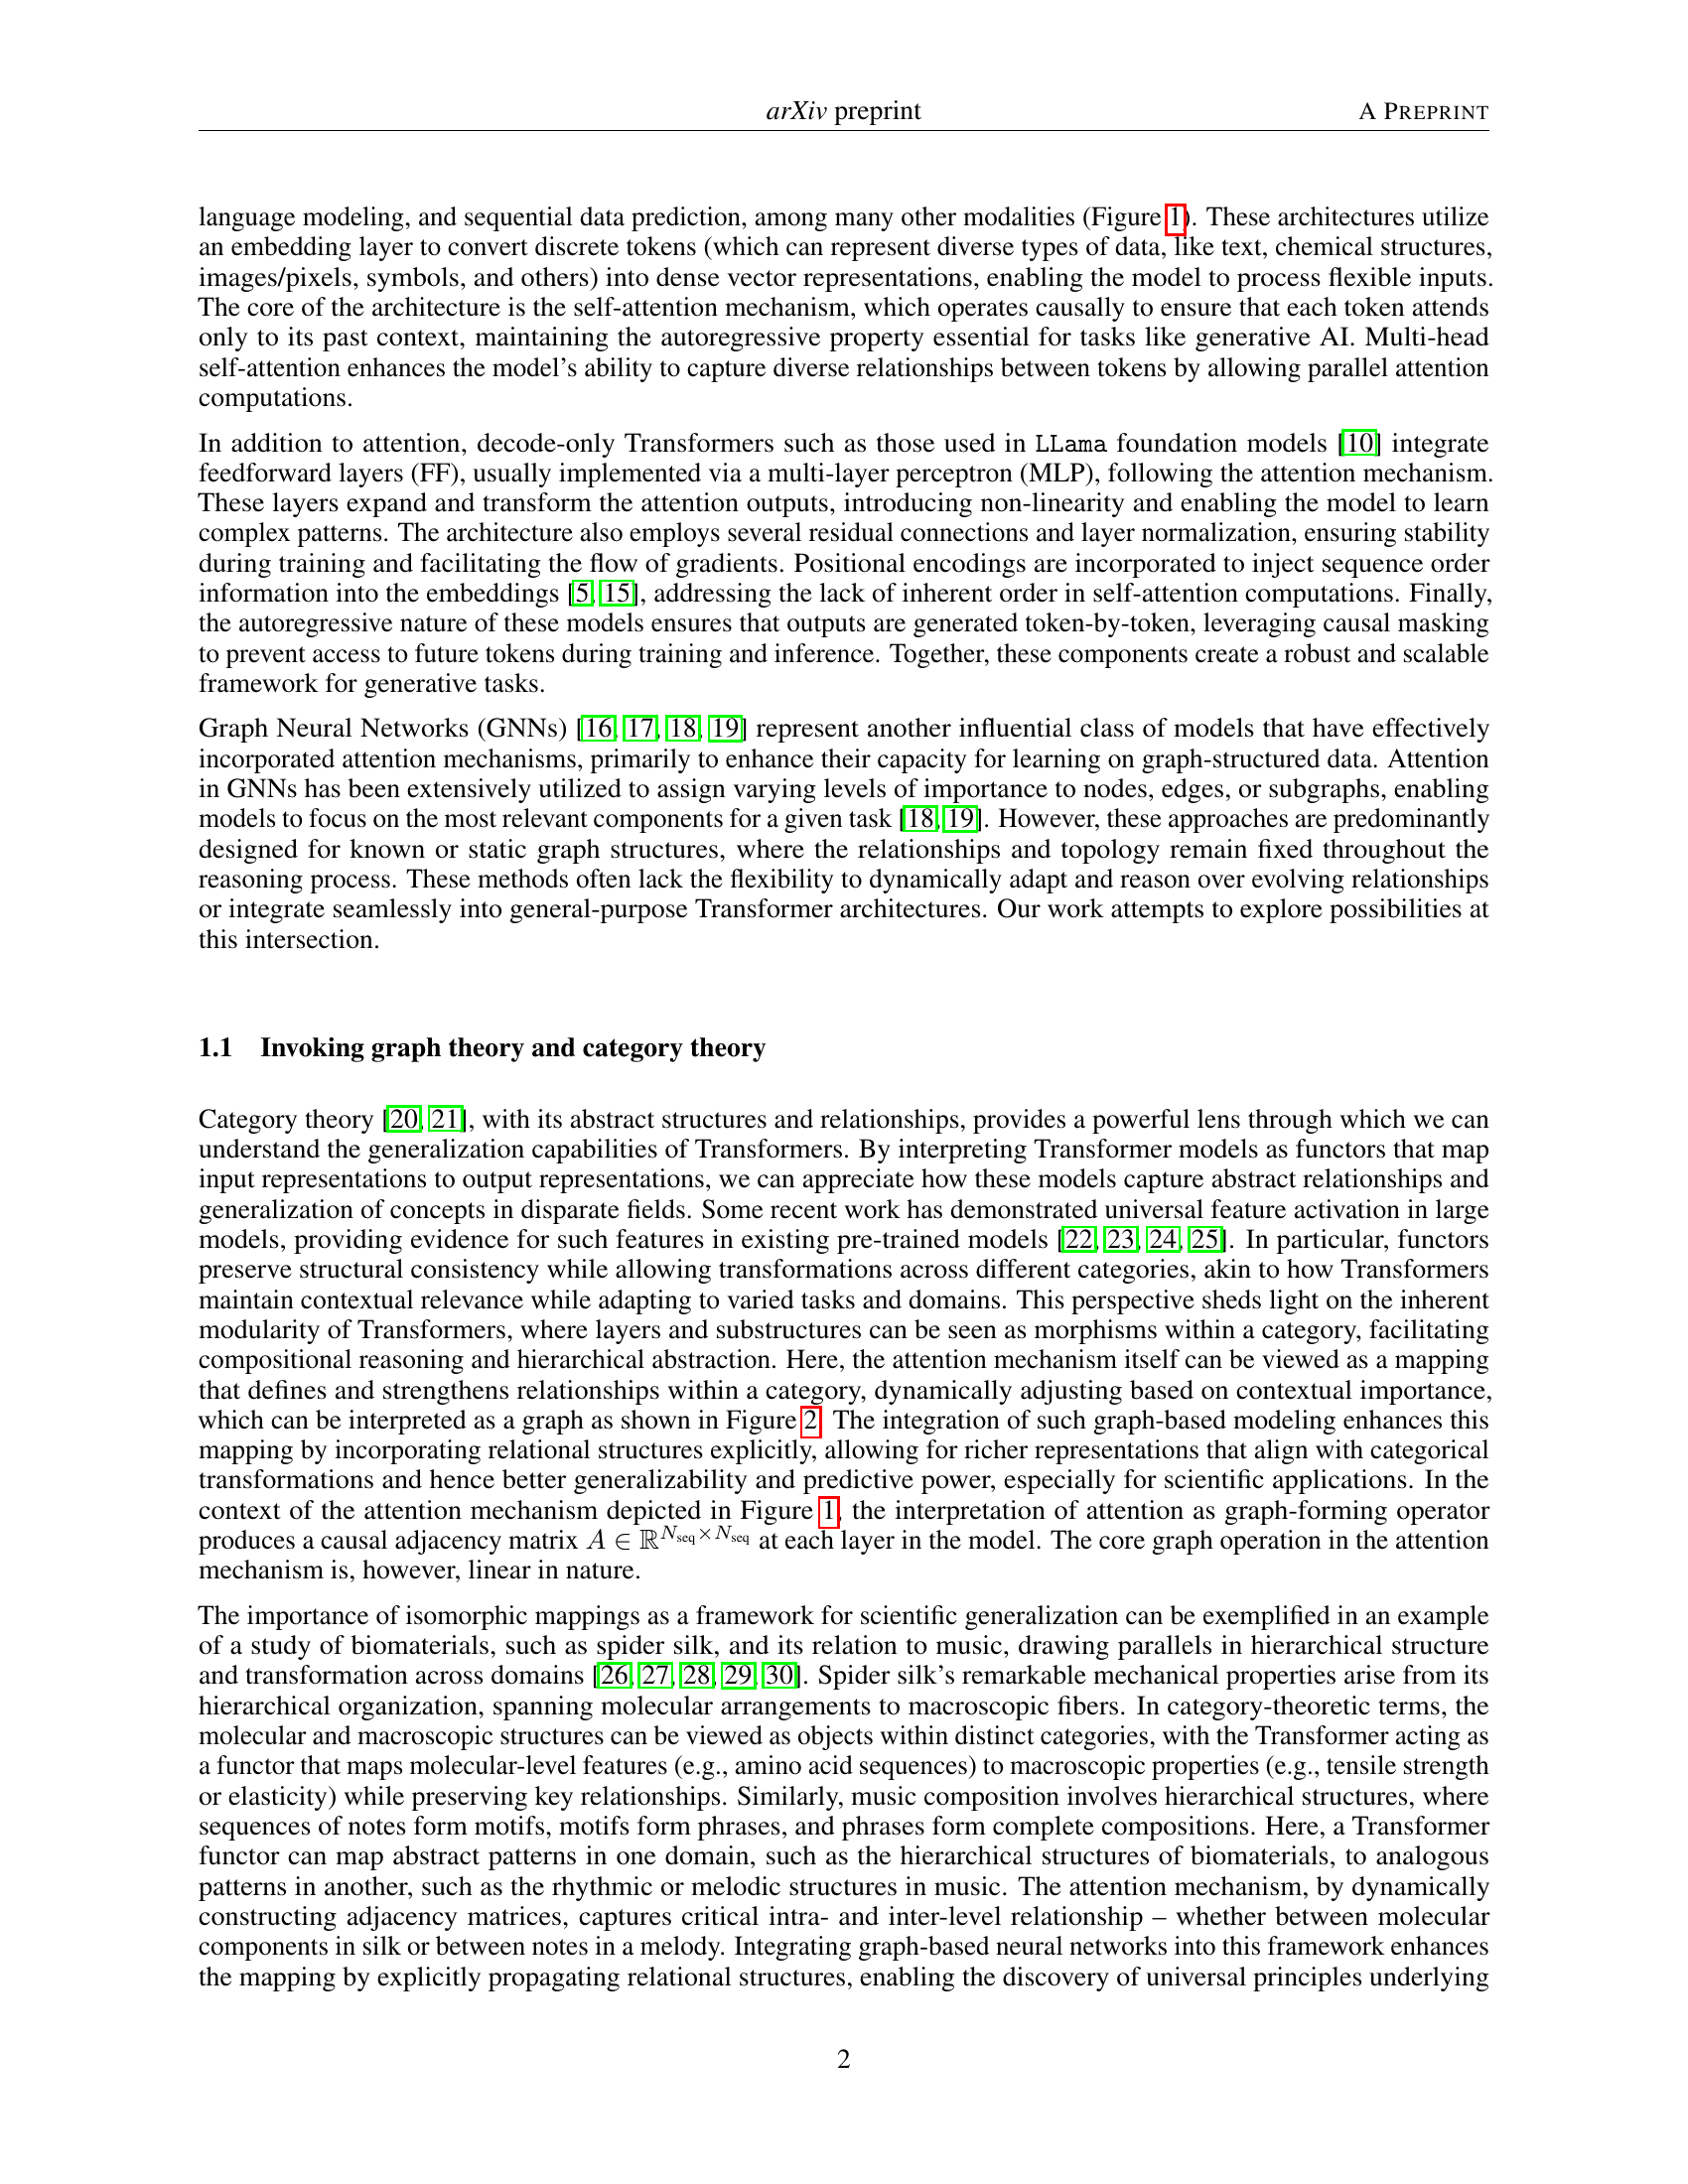 arXiv preprint
A PREPRINT
language modeling, and sequential data prediction, among many other modalities (Figure 1). These architectures utilize
an embedding layer to convert discrete tokens (which can represent diverse types of data, like text, chemical structures,
images/pixels, symbols, and others) into dense vector representations, enabling the model to process flexible inputs.
The core of the architecture is the self-attention mechanism, which operates causally to ensure that each token attends
only to its past context, maintaining the autoregressive property essential for tasks like generative AI. Multi-head
self-attention enhances the model's ability to capture diverse relationships between tokens by allowing parallel attention
computations.
In addition to attention, decode-only Transformers such as those used in LLama foundation models [10] integrate
feedforward layers (FF), usually implemented via a multi-layer perceptron (MLP), following the attention mechanism.
These layers expand and transform the attention outputs, introducing non-linearity and enabling the model to learn
complex patterns. The architecture also employs several residual connections and layer normalization, ensuring stability
during training and facilitating the flow of gradients. Positional encodings are incorporated to inject sequence order
information into the embeddings [5, 15], addressing the lack of inherent order in self-attention computations. Finally,
the autoregressive nature of these models ensures that outputs are generated token-by-token, leveraging causal masking
to prevent access to future tokens during training and inference. Together, these components create a robust and scalable
framework for generative tasks.
Graph Neural Networks (GNNs) [16, 17, 18, 19] represent another influential class of models that have effectively
incorporated attention mechanisms, primarily to enhance their capacity for learning on graph-structured data. Attention
in GNNs has been extensively utilized to assign varying levels of importance to nodes, edges, or subgraphs, enabling
models to focus on the most relevant components for a given task [18, 19]. However, these approaches are predominantly
designed for known or static graph structures, where the relationships and topology remain fixed throughout the
reasoning process. These methods often lack the flexibility to dynamically adapt and reason over evolving relationships
or integrate seamlessly into general-purpose Transformer architectures. Our work attempts to explore possibilities at
this intersection.
1.1 Invoking graph theory and category theory
Category theory [20, 21], with its abstract structures and relationships, provides a powerful lens through which we can
understand the generalization capabilities of Transformers. By interpreting Transformer models as functors that map
input representations to output representations, we can appreciate how these models capture abstract relationships and
generalization of concepts in disparate fields. Some recent work has demonstrated universal feature activation in large
models, providing evidence for such features in existing pre-trained models [22, 23, 24, 25]. In particular, functors
preserve structural consistency while allowing transformations across different categories, akin to how Transformers
maintain contextual relevance while adapting to varied tasks and domains. This perspective sheds light on the inherent
modularity of Transformers, where layers and substructures can be seen as morphisms within a category, facilitating
compositional reasoning and hierarchical abstraction. Here, the attention mechanism itself can be viewed as a mapping
that defines and strengthens relationships within a category, dynamically adjusting based on contextual importance,
which can be interpreted as a graph as shown in Figure 2. The integration of such graph-based modeling enhances this
mapping by incorporating relational structures explicitly, allowing for richer representations that align with categorical
transformations and hence better generalizability and predictive power, especially for scientific applications. In the
context of the attention mechanism depicted in Figure 1, the interpretation of attention as graph-forming operator
produces a causal adjacency matrix A ∈ ℝ^{N_seq×N_seq} at each layer in the model. The core graph operation in the attention
mechanism is, however, linear in nature.
The importance of isomorphic mappings as a framework for scientific generalization can be exemplified in an example
of a study of biomaterials, such as spider silk, and its relation to music, drawing parallels in hierarchical structure
and transformation across domains [26, 27, 28, 29, 30]. Spider silk's remarkable mechanical properties arise from its
hierarchical organization, spanning molecular arrangements to macroscopic fibers. In category-theoretic terms, the
molecular and macroscopic structures can be viewed as objects within distinct categories, with the Transformer acting as
a functor that maps molecular-level features (e.g., amino acid sequences) to macroscopic properties (e.g., tensile strength
or elasticity) while preserving key relationships. Similarly, music composition involves hierarchical structures, where
sequences of notes form motifs, motifs form phrases, and phrases form complete compositions. Here, a Transformer
functor can map abstract patterns in one domain, such as the hierarchical structures of biomaterials, to analogous
patterns in another, such as the rhythmic or melodic structures in music. The attention mechanism, by dynamically
constructing adjacency matrices, captures critical intra- and inter-level relationship – whether between molecular
components in silk or between notes in a melody. Integrating graph-based neural networks into this framework enhances
the mapping by explicitly propagating relational structures, enabling the discovery of universal principles underlying
2